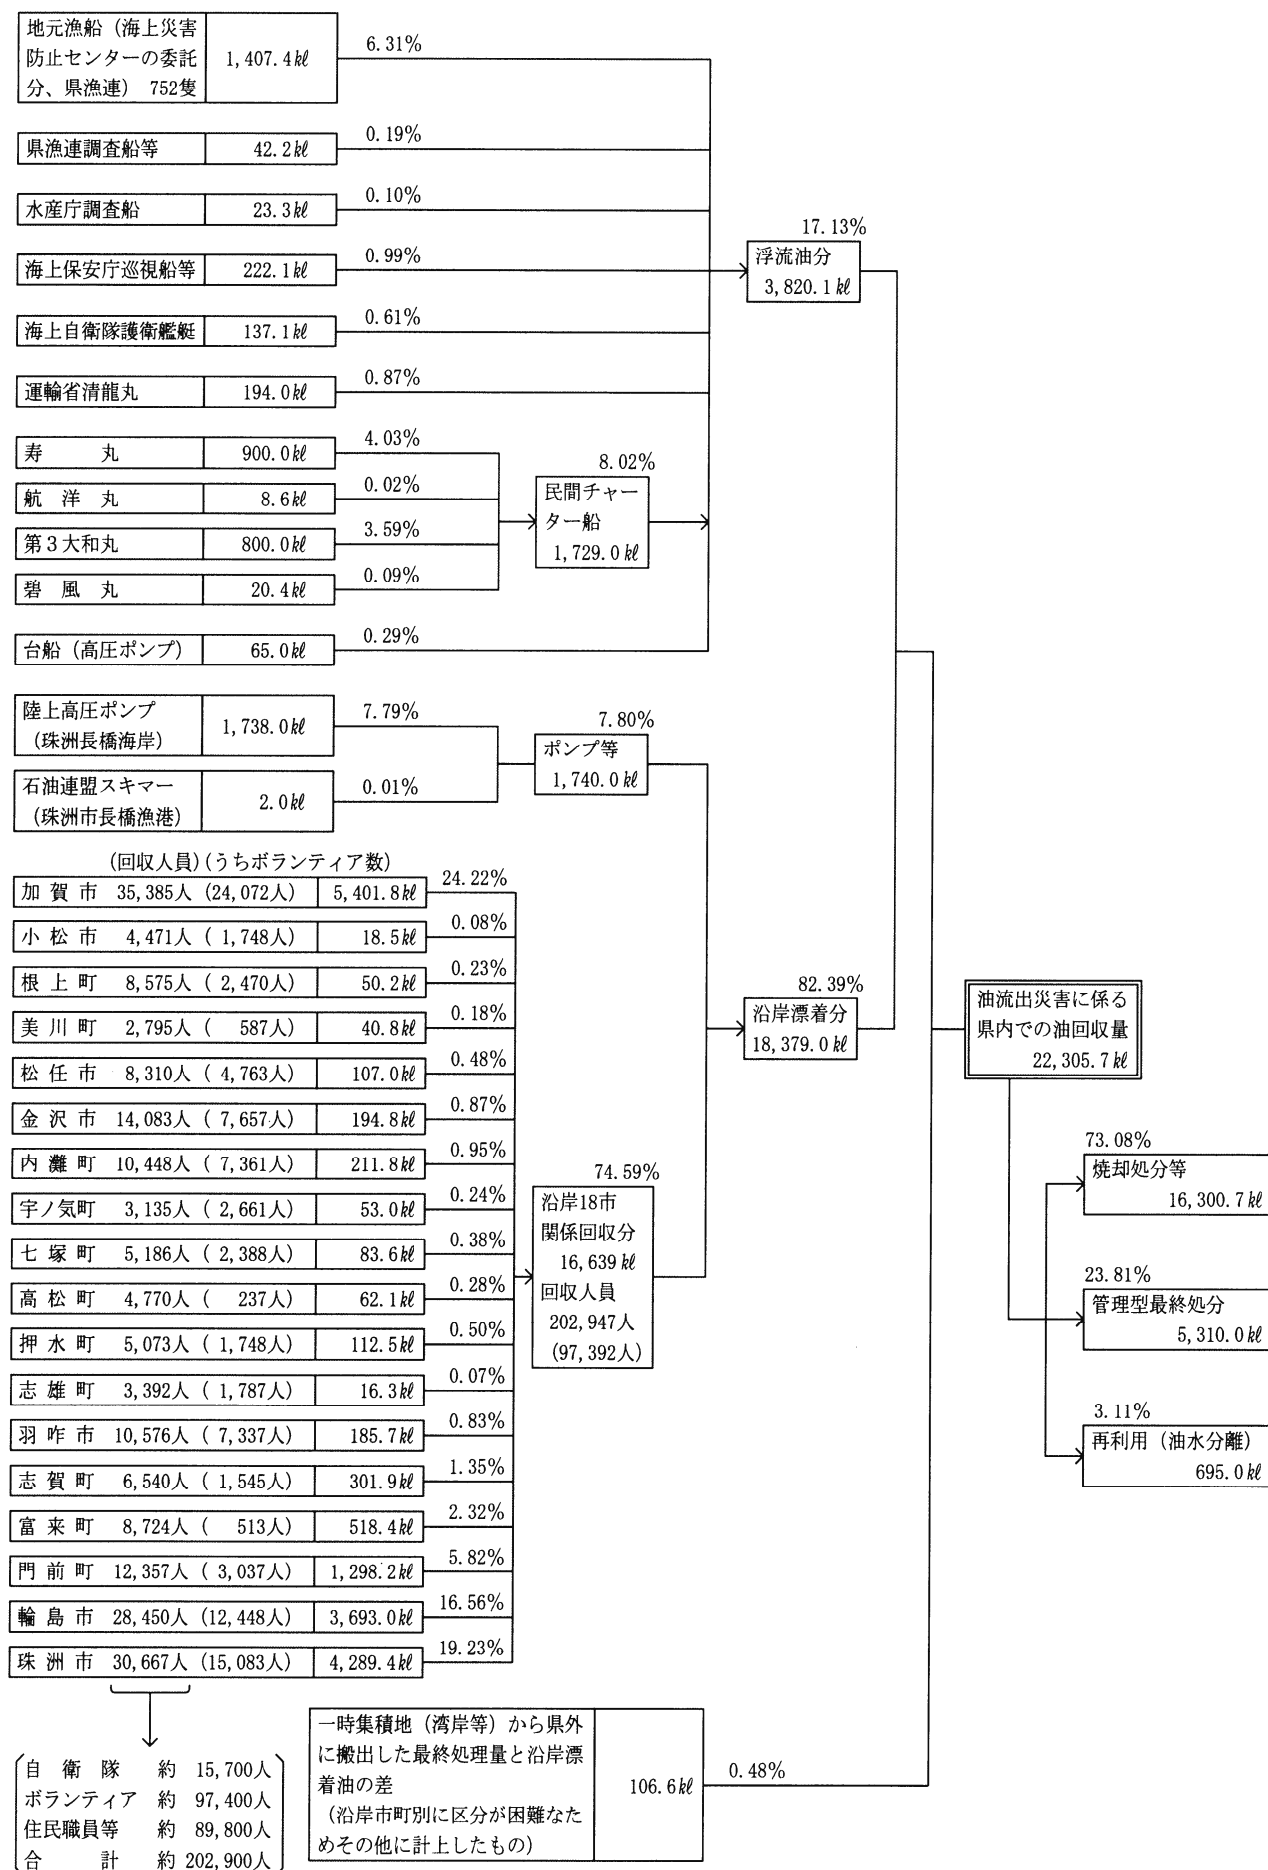 地元漁船（海上災害
防止センターの委託
分、県漁連） 752隻
1,407.4㎘
6.31%
県漁連調査船等
42.2㎘
0.19%
水産庁調査船
23.3㎘
0.10%
海上保安庁巡視船等
222.1㎘
0.99%
海上自衛隊護衛艦艇
137.1㎘
0.61%
運輸省清龍丸
194.0㎘
0.87%
寿丸
900.0㎘
4.03%
航洋丸
8.6㎘
0.02%
第３大和丸
800.0㎘
3.59%
碧風丸
20.4㎘
0.09%
8.02%
民間チャー
ター船
1,729.0㎘
台船（高圧ポンプ）
65.0㎘
0.29%
17.13%
浮流油分
3,820.1㎘
陸上高圧ポンプ
（珠洲長橋海岸）
1,738.0㎘
7.79%
石油連盟スキマー
（珠洲市長橋漁港）
2.0㎘
0.01%
7.80%
ポンプ等
1,740.0㎘
(回収人員)(うちボランティア数)
加賀市 35,385人 (24,072人) 5,401.8㎘ 24.22%
小松市 4,471人 ( 1,748人) 18.5㎘ 0.08%
根上町 8,575人 ( 2,470人) 50.2㎘ 0.23%
美川町 2,795人 ( 587人) 40.8㎘ 0.18%
松任市 8,310人 ( 4,763人) 107.0㎘ 0.48%
金沢市 14,083人 ( 7,657人) 194.8㎘ 0.87%
内灘町 10,448人 ( 7,361人) 211.8㎘ 0.95%
宇ノ気町 3,135人 ( 2,661人) 53.0㎘ 0.24%
七塚町 5,186人 ( 2,388人) 83.6㎘ 0.38%
高松町 4,770人 ( 237人) 62.1㎘ 0.28%
押水町 5,073人 ( 1,748人) 112.5㎘ 0.50%
志雄町 3,392人 ( 1,787人) 16.3㎘ 0.07%
羽咋市 10,576人 ( 7,337人) 185.7㎘ 0.83%
志賀町 6,540人 ( 1,545人) 301.9㎘ 1.35%
富来町 8,724人 ( 513人) 518.4㎘ 2.32%
門前町 12,357人 ( 3,037人) 1,298.2㎘ 5.82%
輪島市 28,450人 (12,448人) 3,693.0㎘ 16.56%
珠洲市 30,667人 (15,083人) 4,289.4㎘ 19.23%
74.59%
沿岸18市
関係回収分
16,639㎘
回収人員
202,947人
(97,392人)
82.39%
沿岸漂着分
18,379.0㎘
油流出災害に係る
県内での油回収量
22,305.7㎘
73.08%
焼却処分等
16,300.7㎘
23.81%
管理型最終処分
5,310.0㎘
3.11%
再利用（油水分離）
695.0㎘
自衛隊 約 15,700人
ボランティア 約 97,400人
住民職員等 約 89,800人
合計 約 202,900人
一時集積地（湾岸等）から県外
に搬出した最終処理量と沿岸漂
着油の差
（沿岸市町別に区分が困難なた
めその他に計上したもの）
106.6㎘
0.48%